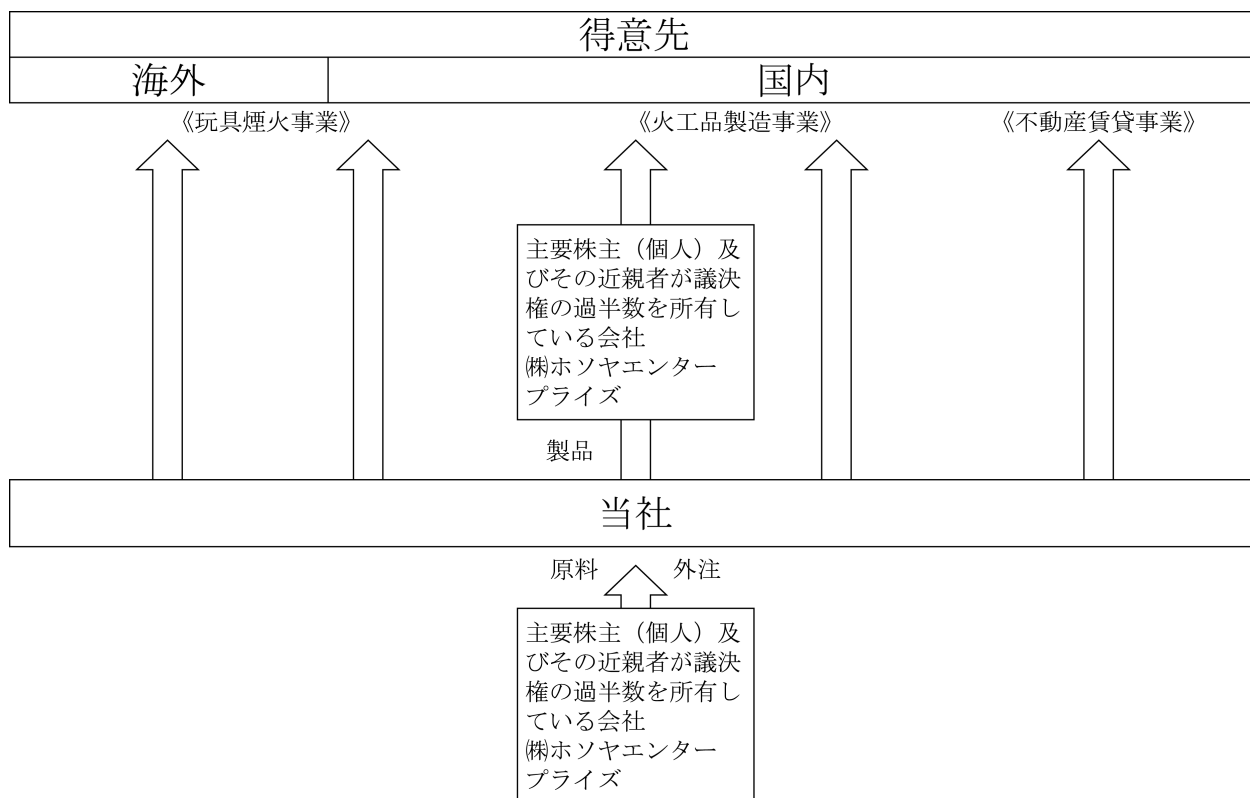 得意先
海外
国内
《玩具煙火事業》
《火工品製造事業》
《不動産賃貸事業》
主要株主（個人）及
びその近親者が議決
権の過半数を所有し
ている会社
㈱ホソヤエンター
プライズ
製品
当社
原料
外注
主要株主（個人）及
びその近親者が議決
権の過半数を所有し
ている会社
㈱ホソヤエンター
プライズ